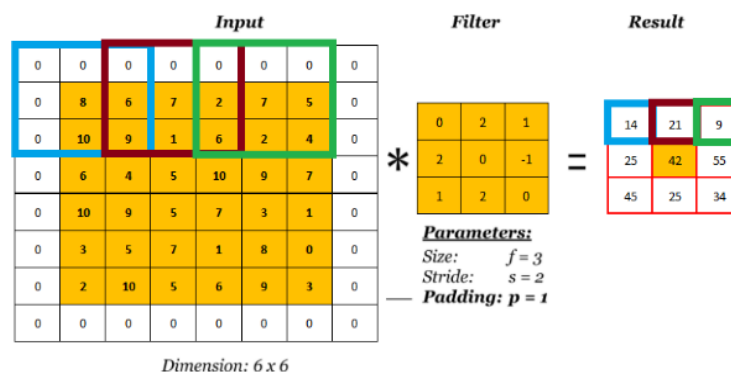 Input Filter Result
0 0 0 0 0 0 0 0
0 8 6 7 2 7 5 0
0 10 9 1 6 2 4 0
0 6 4 5 10 9 7 0
0 10 9 5 7 3 1 0
0 3 5 7 1 8 0 0
0 2 10 5 6 9 3 0
0 0 0 0 0 0 0 0
Dimension: 6 x 6
*
0 2 1
2 0 -1
1 2 0
Parameters:
Size: f = 3
Stride: s = 2
Padding: p = 1
=
14 21 9
25 42 55
45 25 34